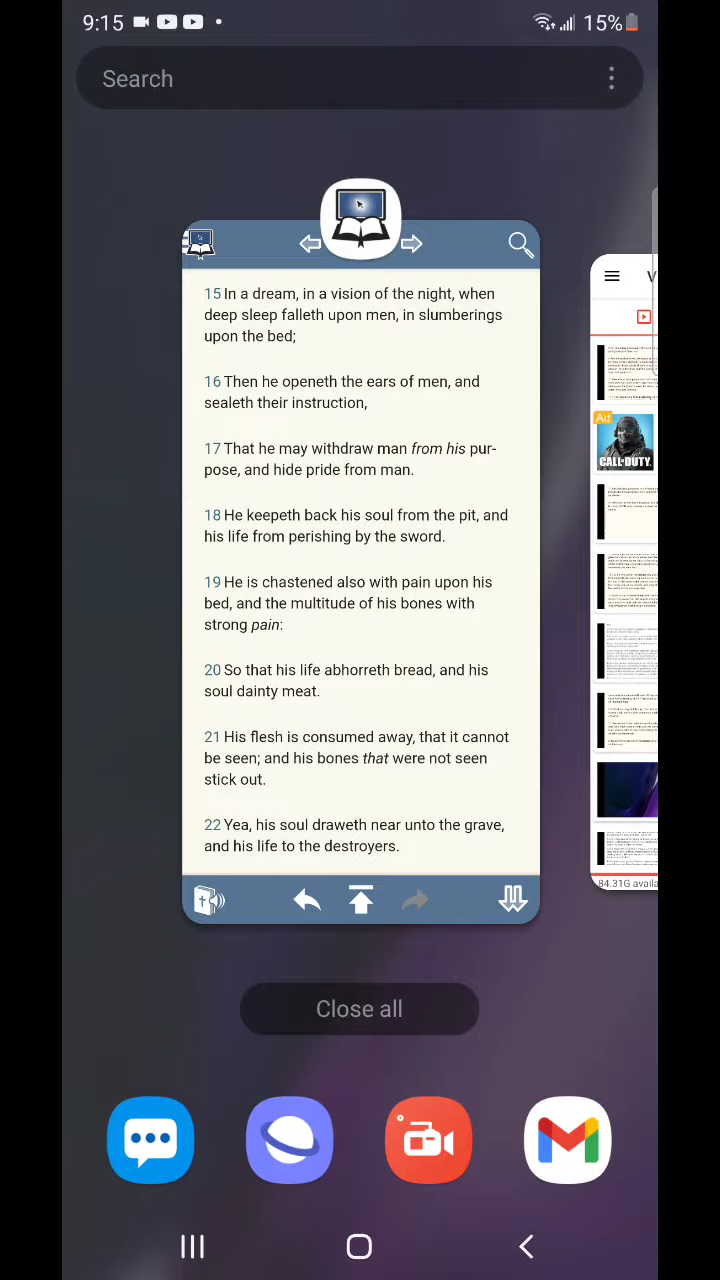 9:15
15%
Search
15 In a dream, in a vision of the night, when
deep sleep falleth upon men, in slumberings
upon the bed;
16 Then he openeth the ears of men, and
sealeth their instruction,
17 That he may withdraw man from his pur-
pose, and hide pride from man.
18 He keepeth back his soul from the pit, and
his life from perishing by the sword.
19 He is chastened also with pain upon his
bed, and the multitude of his bones with
strong pain:
20 So that his life abhorreth bread, and his
soul dainty meat.
21 His flesh is consumed away, that it cannot
be seen; and his bones that were not seen
stick out.
22 Yea, his soul draweth near unto the grave,
and his life to the destroyers.
V
Ad
CALL·DUTY.
84.31G availa
Close all